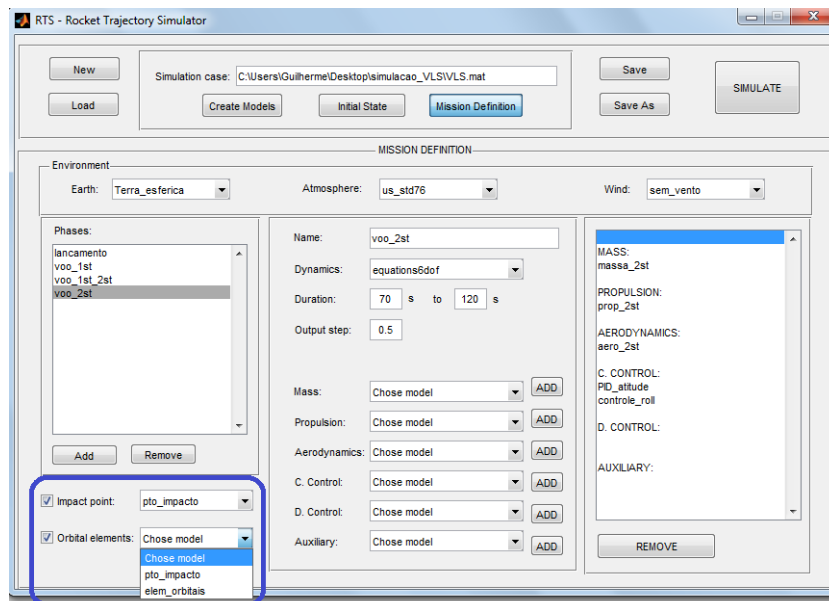 RTS - Rocket Trajectory Simulator
New
Load
Simulation case: C:\Users\Guilherme\Desktop\simulacao_VLS\VLS.mat
Create Models Initial State Mission Definition
Save
Save As
SIMULATE
MISSION DEFINITION
Environment
Earth: Terra_esferica Atmosphere: us_std76 Wind: sem_vento
Phases:
lancamento
voo_1st
voo_1st_2st
voo_2st
Add Remove
Impact point: pto_impacto
Orbital elements: Chose model
Chose model
pto_impacto
elem_orbitais
Name: voo_2st
Dynamics: equations6dof
Duration: 70 s to 120 s
Output step: 0.5
Mass: Chose model ADD
Propulsion: Chose model ADD
Aerodynamics: Chose model ADD
C. Control: Chose model ADD
D. Control: Chose model ADD
Auxiliary: Chose model ADD
MASS:
massa_2st
PROPULSION:
prop_2st
AERODYNAMICS:
aero_2st
C. CONTROL:
PID_atitude
controle_roll
D. CONTROL:
AUXILIARY:
REMOVE